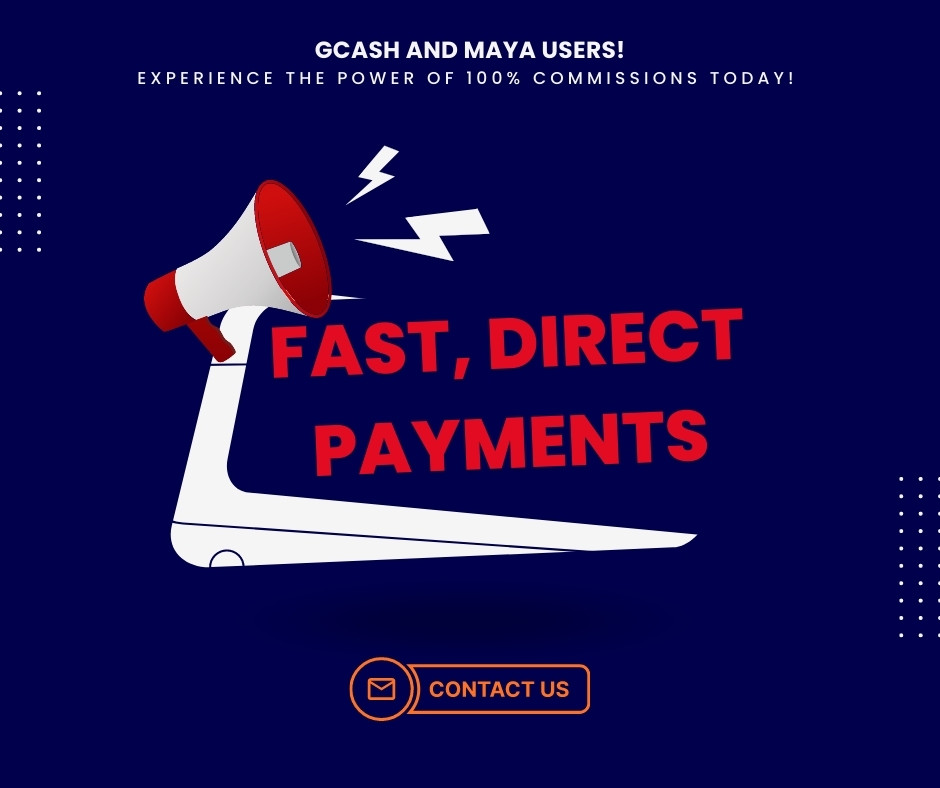 GCASH AND MAYA USERS!
EXPERIENCE THE POWER OF 100% COMMISSIONS TODAY!
FAST, DIRECT
PAYMENTS
CONTACT US